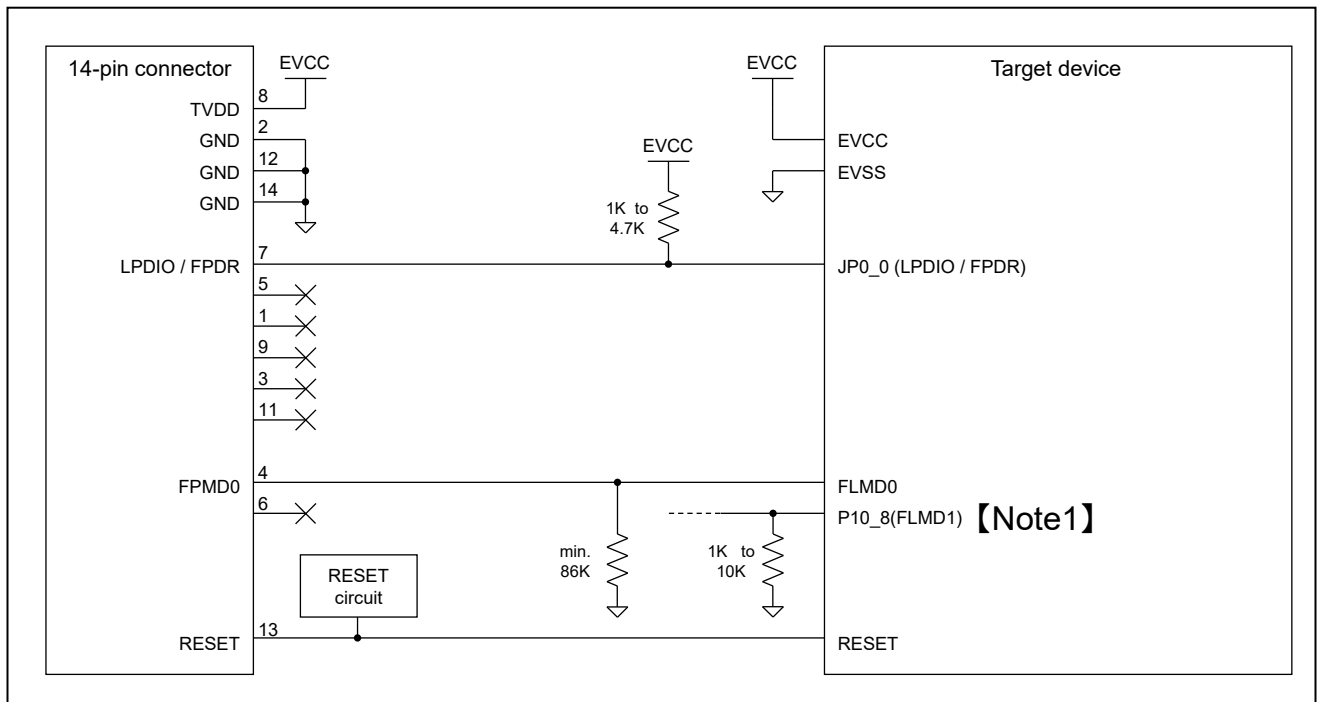 14-pin connector
EVCC
EVCC
Target device
TVDD
8
GND
2
GND
12
GND
14
EVCC
EVCC
EVSS
1K to
4.7K
LPDIO / FPDR
7
JP0_0 (LPDIO / FPDR)
5
1
9
3
11
FPMD0
4
FLMD0
6
P10_8(FLMD1) 【Note1】
min.
86K
1K to
10K
RESET
circuit
RESET
13
RESET